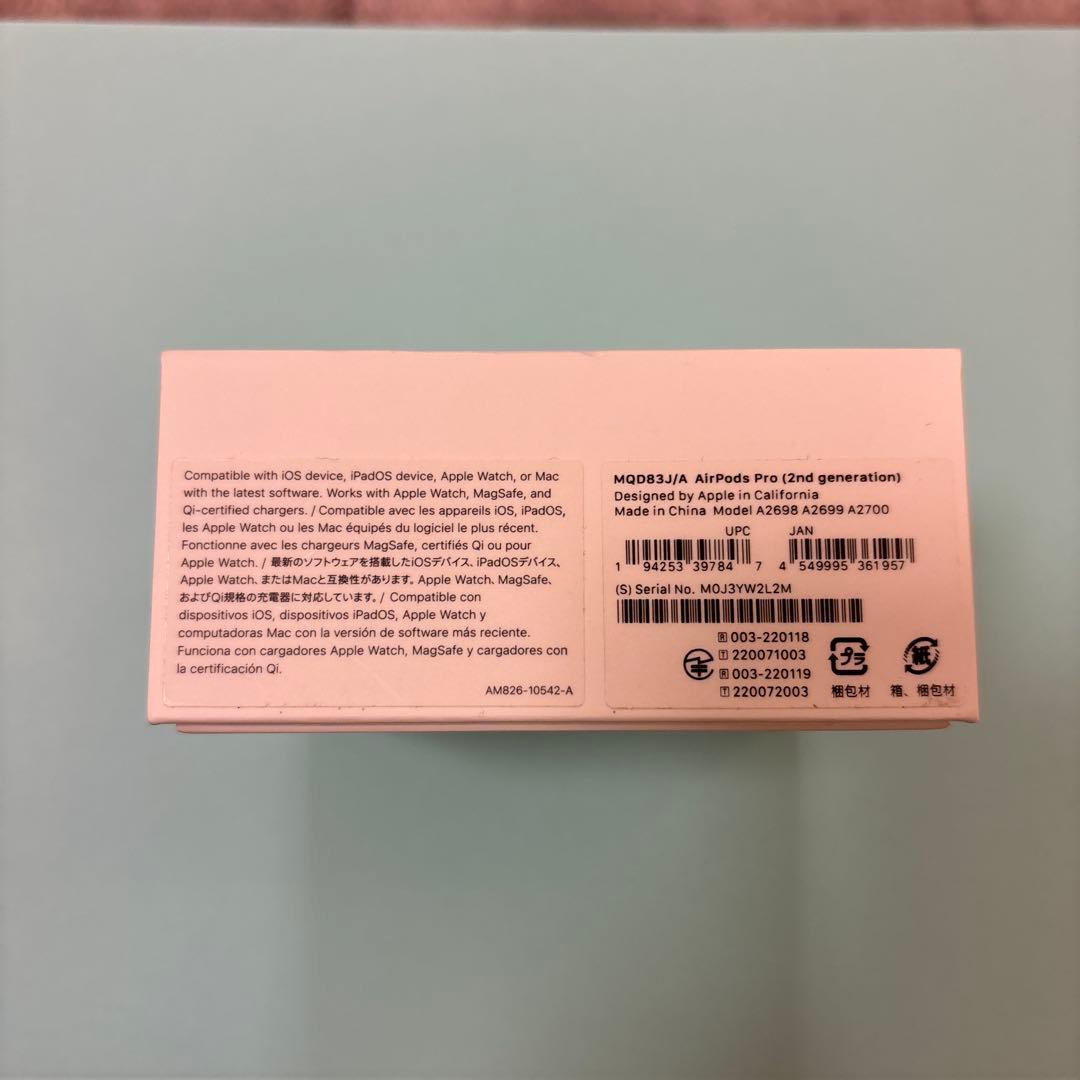 Compatible with iOS device, iPadOS device, Apple Watch, or Mac
with the latest software. Works with Apple Watch, MagSafe, and
Qi-certified chargers. / Compatible avec les appareils iOS, iPadOS,
les Apple Watch ou les Mac équipés du logiciel le plus récent.
Fonctionne avec les chargeurs MagSafe, certifiés Qi ou pour
Apple Watch. / 最新のソフトウェアを搭載したiOSデバイス、iPadOSデバイス、
Apple Watch、またはMacと互換性があります。Apple Watch、MagSafe、
およびQi規格の充電器に対応しています。/ Compatible con
dispositivos iOS, dispositivos iPadOS, Apple Watch y
computadoras Mac con la versión de software más reciente.
Funciona con cargadores Apple Watch, MagSafe y cargadores con
la certificación Qi.
AM826-10542-A
MQD83J/A AirPods Pro (2nd generation)
Designed by Apple in California
Made in China Model A2698 A2699 A2700
UPC JAN
1 94253 39784 7 4 549995 361957
(S) Serial No. M0J3YW2L2M
R 003-220118
T 220071003
R 003-220119
T 220072003
プラ 紙
梱包材 箱、梱包材